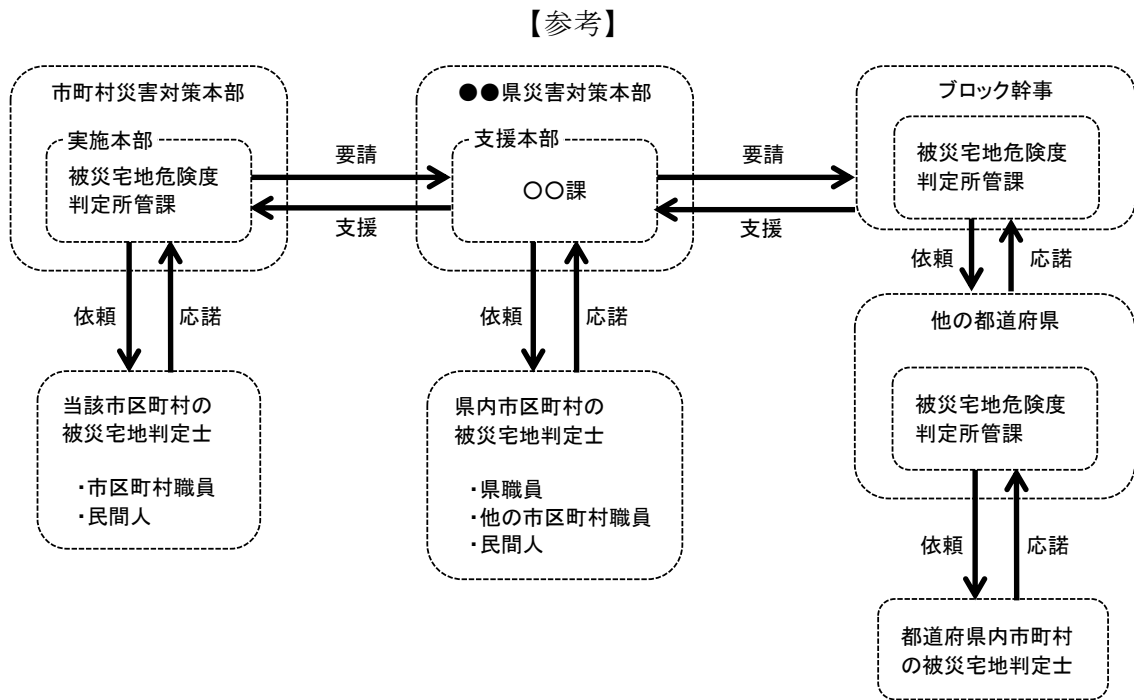 【参考】
市町村災害対策本部
実施本部
被災宅地危険度
判定所管課
要請
支援
●●県災害対策本部
支援本部
○○課
要請
支援
ブロック幹事
被災宅地危険度
判定所管課
依頼
応諾
依頼
応諾
依頼
応諾
他の都道府県
被災宅地危険度
判定所管課
当該市区町村の
被災宅地判定士
・市区町村職員
・民間人
県内市区町村の
被災宅地判定士
・県職員
・他の市区町村職員
・民間人
依頼
応諾
都道府県内市町村
の被災宅地判定士